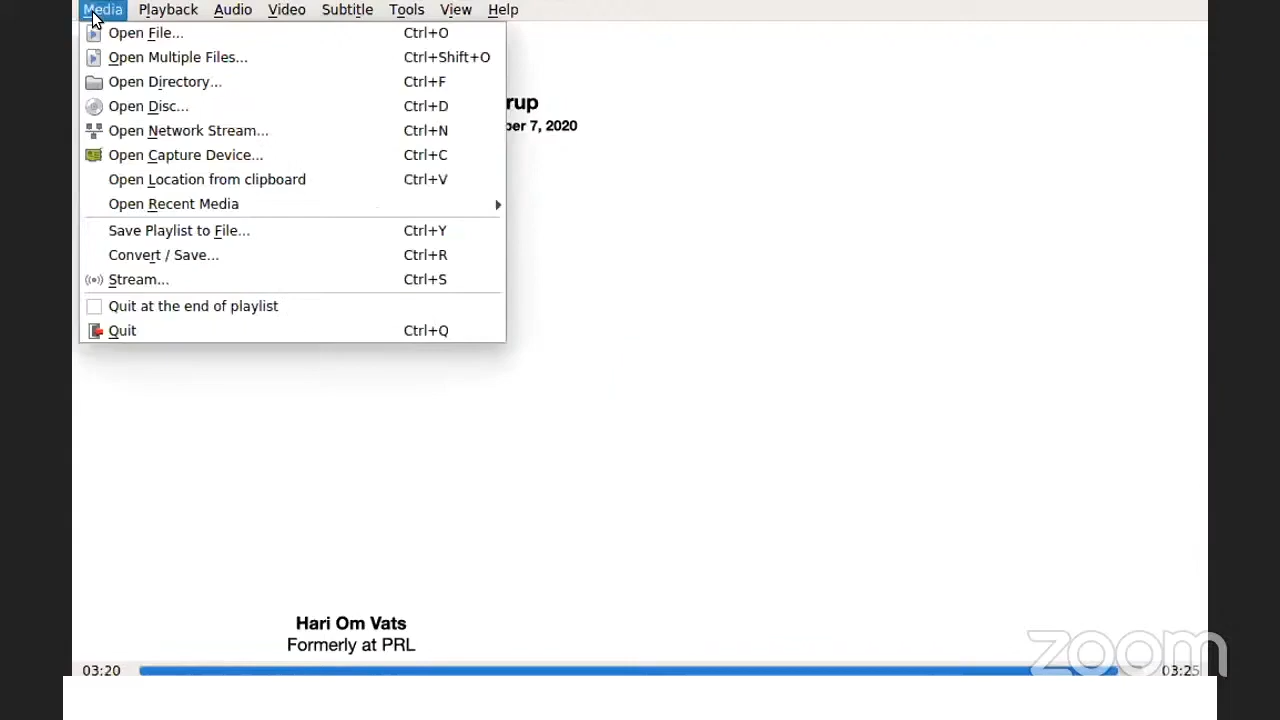 Media Playback Audio Video Subtitle Tools View Help
Open File... Ctrl+O
Open Multiple Files... Ctrl+Shift+O
Open Directory... Ctrl+F
Open Disc... Ctrl+D
Open Network Stream... Ctrl+N
Open Capture Device... Ctrl+C
Open Location from clipboard Ctrl+V
Open Recent Media
Save Playlist to File... Ctrl+Y
Convert / Save... Ctrl+R
Stream... Ctrl+S
Quit at the end of playlist
Quit Ctrl+Q
rup
ber 7, 2020
Hari Om Vats
Formerly at PRL
03:20 03:25
zoom